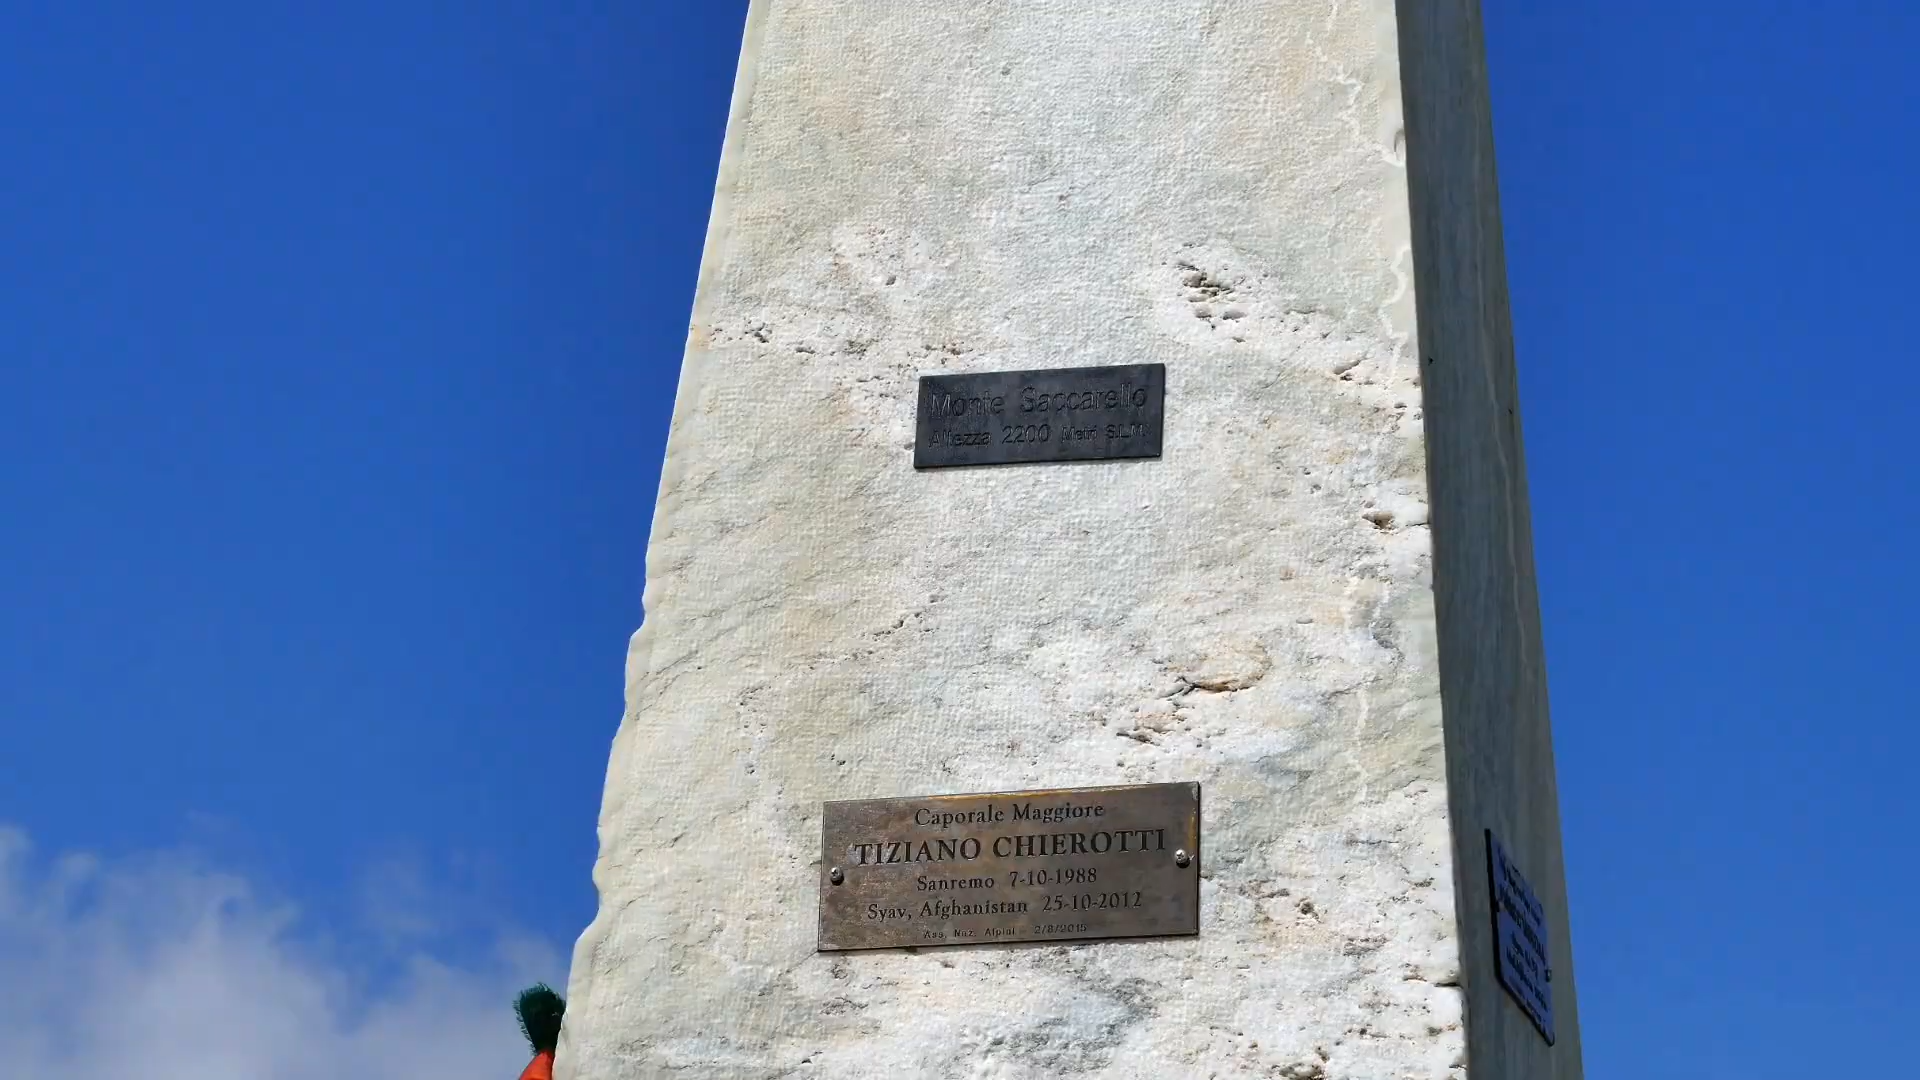 Monte Saccarello
Altezza 2200 Metri S.L.M.
Caporale Maggiore
TIZIANO CHIEROTTI
Sanremo 7-10-1988
Syav, Afghanistan 25-10-2012
Ass. Naz. Alpini - 2/8/2015